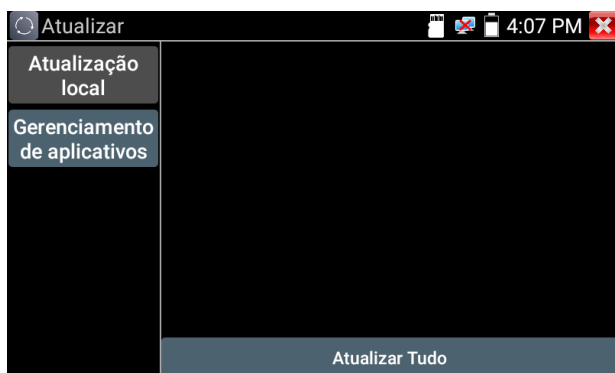 Atualizar
4:07 PM
Atualização
local
Gerenciamento
de aplicativos
Atualizar Tudo